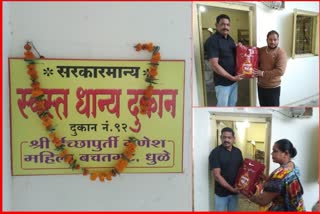 * सरकारमान्य *
स्वस्त धान्य दुकान
दुकान नं.९२
श्री इच्छापुर्ती गणेश
महिला बचतगट, धुळे